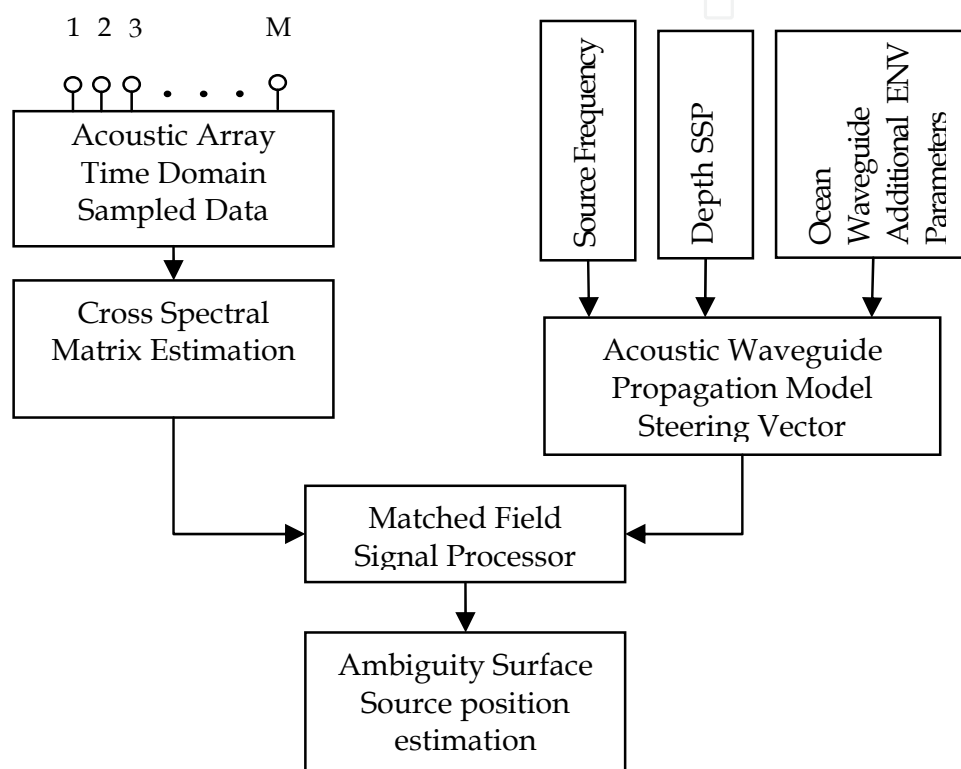 1 2 3 M
Acoustic Array
Time Domain
Sampled Data
Cross Spectral
Matrix Estimation
Source Frequency
Depth SSP
Ocean
Waveguide
Additional ENV
Parameters
Acoustic Waveguide
Propagation Model
Steering Vector
Matched Field
Signal Processor
Ambiguity Surface
Source position
estimation